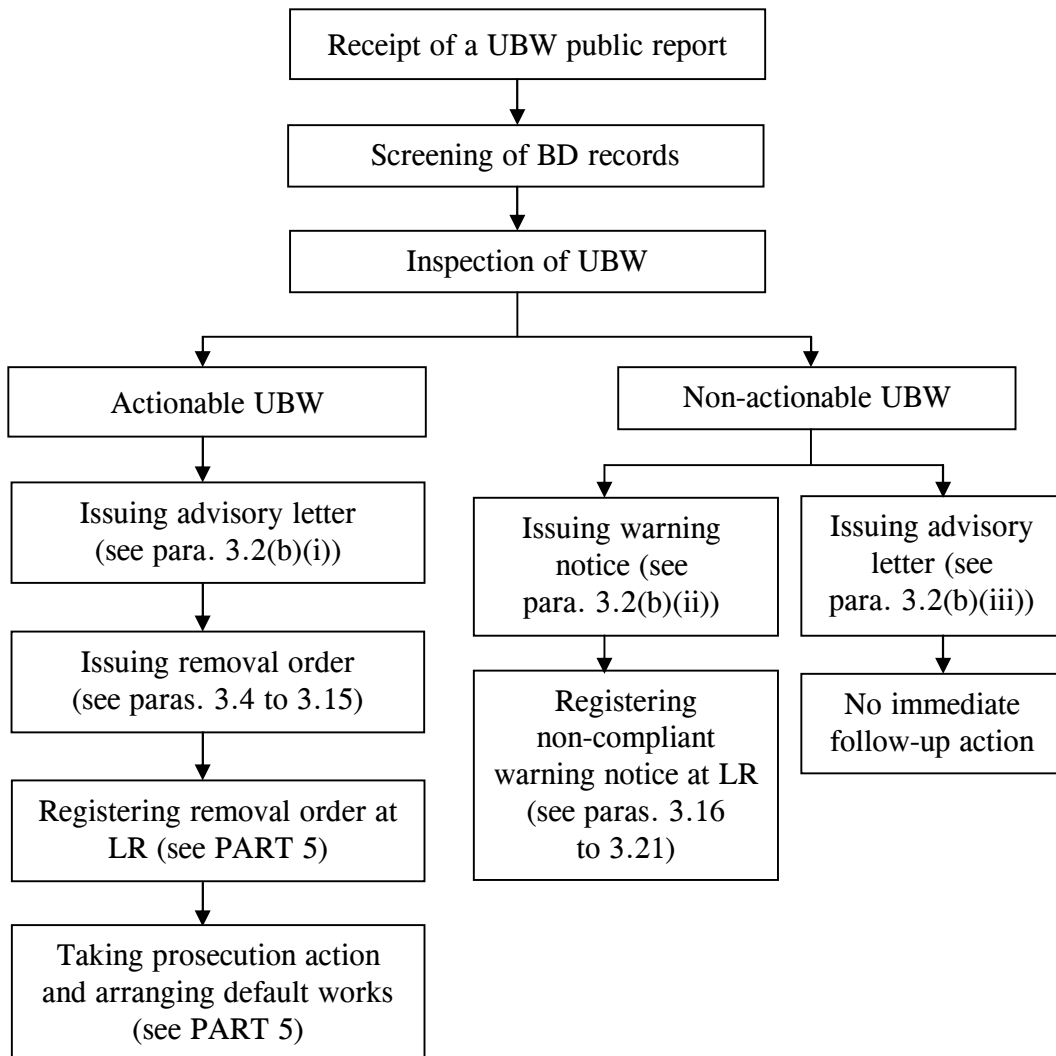 Receipt of a UBW public report
Screening of BD records
Inspection of UBW
Actionable UBW
Issuing advisory letter
(see para. 3.2(b)(i))
Issuing removal order
(see paras. 3.4 to 3.15)
Registering removal order at
LR (see PART 5)
Taking prosecution action
and arranging default works
(see PART 5)
Non-actionable UBW
Issuing warning
notice (see
para. 3.2(b)(ii))
Registering
non-compliant
warning notice at LR
(see paras. 3.16
to 3.21)
Issuing advisory
letter (see
para. 3.2(b)(iii))
No immediate
follow-up action